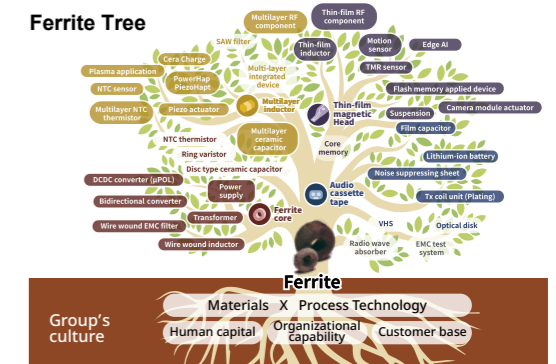 Ferrite Tree
Multilayer RF
component
Thin-film RF
component
SAW filter
Thin-film
inductor
Motion
sensor
Edge AI
Cera Charge
Plasma application
PowerHap
PiezoHapt
Multi-layer
integrated
device
TMR sensor
NTC sensor
Flash memory applied device
Multilayer NTC
thermistor
Piezo actuator
Multilayer
inductor
Thin-film
magnetic
Head
Suspension
Camera module actuator
Film capacitor
NTC thermistor
Multilayer
ceramic
capacitor
Core
memory
Ring varistor
Lithium-ion battery
Disc type ceramic capacitor
Noise suppressing sheet
DCDC converter (µPOL)
Power
supply
Audio
cassette
tape
Bidirectional converter
Tx coil unit (Plating)
Transformer
Ferrite
core
Wire wound EMC filter
VHS
Optical disk
Wire wound inductor
Radio wave
absorber
EMC test
system
Ferrite
Materials X Process Technology
Group's
culture
Human capital
Organizational
capability
Customer base